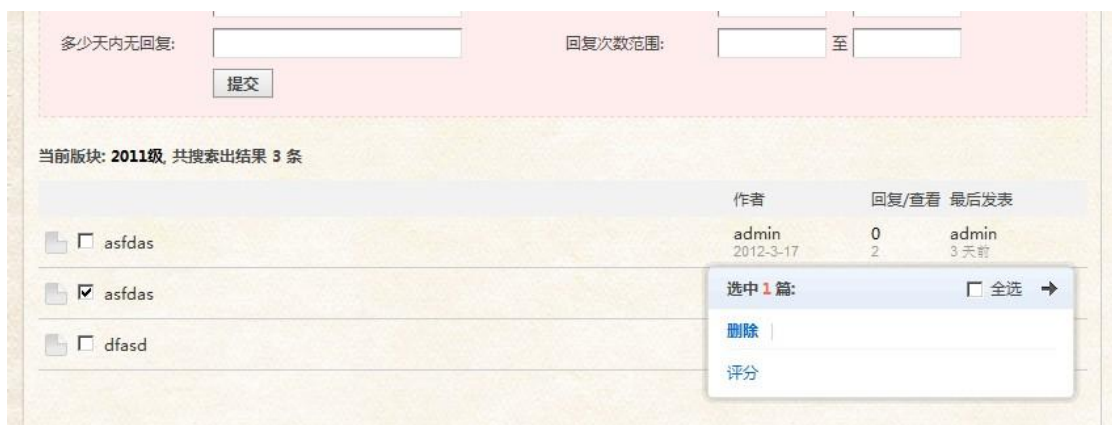 多少天内无回复: 回复次数范围: 至
提交
当前版块: 2011级, 共搜索出结果 3 条
作者 回复/查看 最后发表
asfdas admin 0 admin
2012-3-17 2 3 天前
asfdas 选中 1 篇: 全选
删除
dfasd
评分